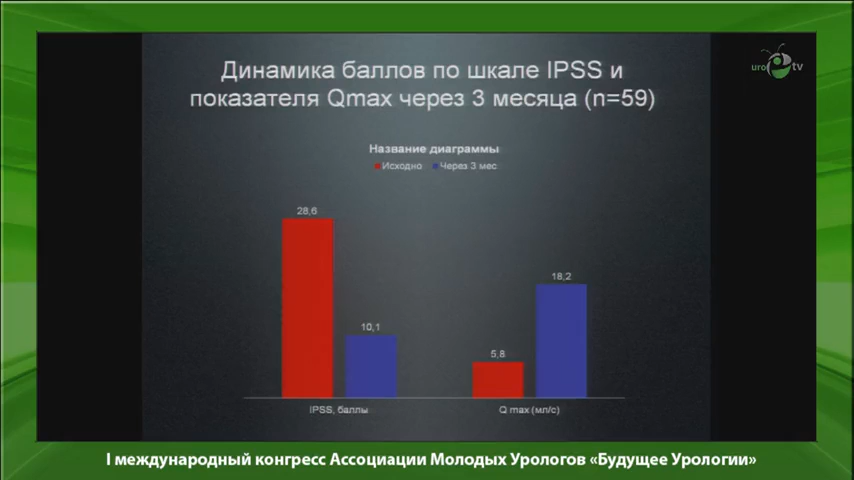 Динамика баллов по шкале IPSS и
показателя Qmax через 3 месяца (n=59)
uro tv
Название диаграммы
Исходно Через 3 мес
28,6
18,2
10,1
5,8
IPSS, баллы Q max (мл/с)
I международный конгресс Ассоциации Молодых Урологов «Будущее Урологии»